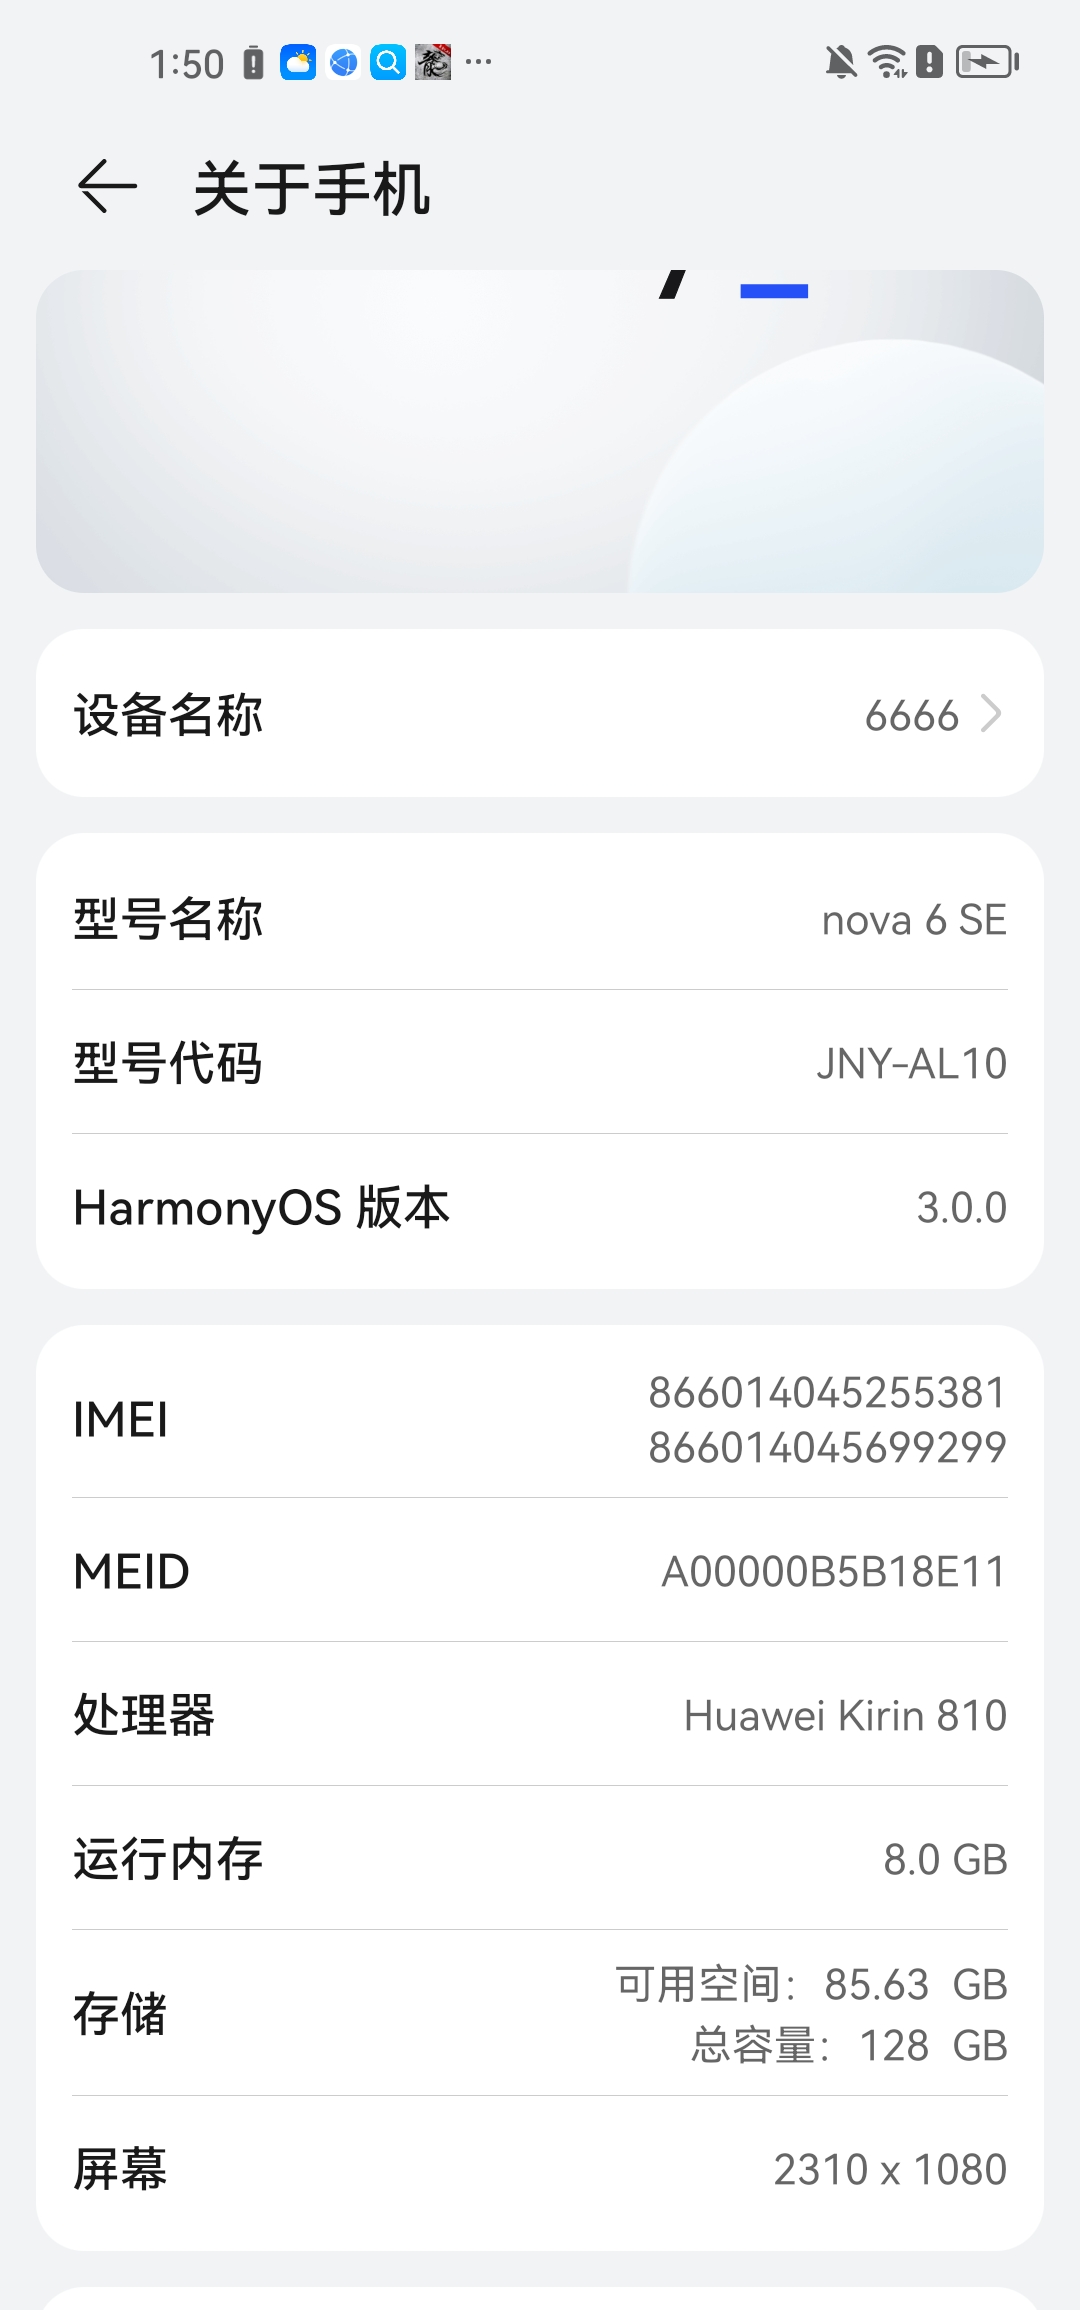 1:50
关于手机
设备名称 6666
型号名称 nova 6 SE
型号代码 JNY-AL10
HarmonyOS 版本 3.0.0
IMEI 866014045255381
866014045699299
MEID A00000B5B18E11
处理器 Huawei Kirin 810
运行内存 8.0 GB
存储 可用空间： 85.63 GB
总容量： 128 GB
屏幕 2310 x 1080